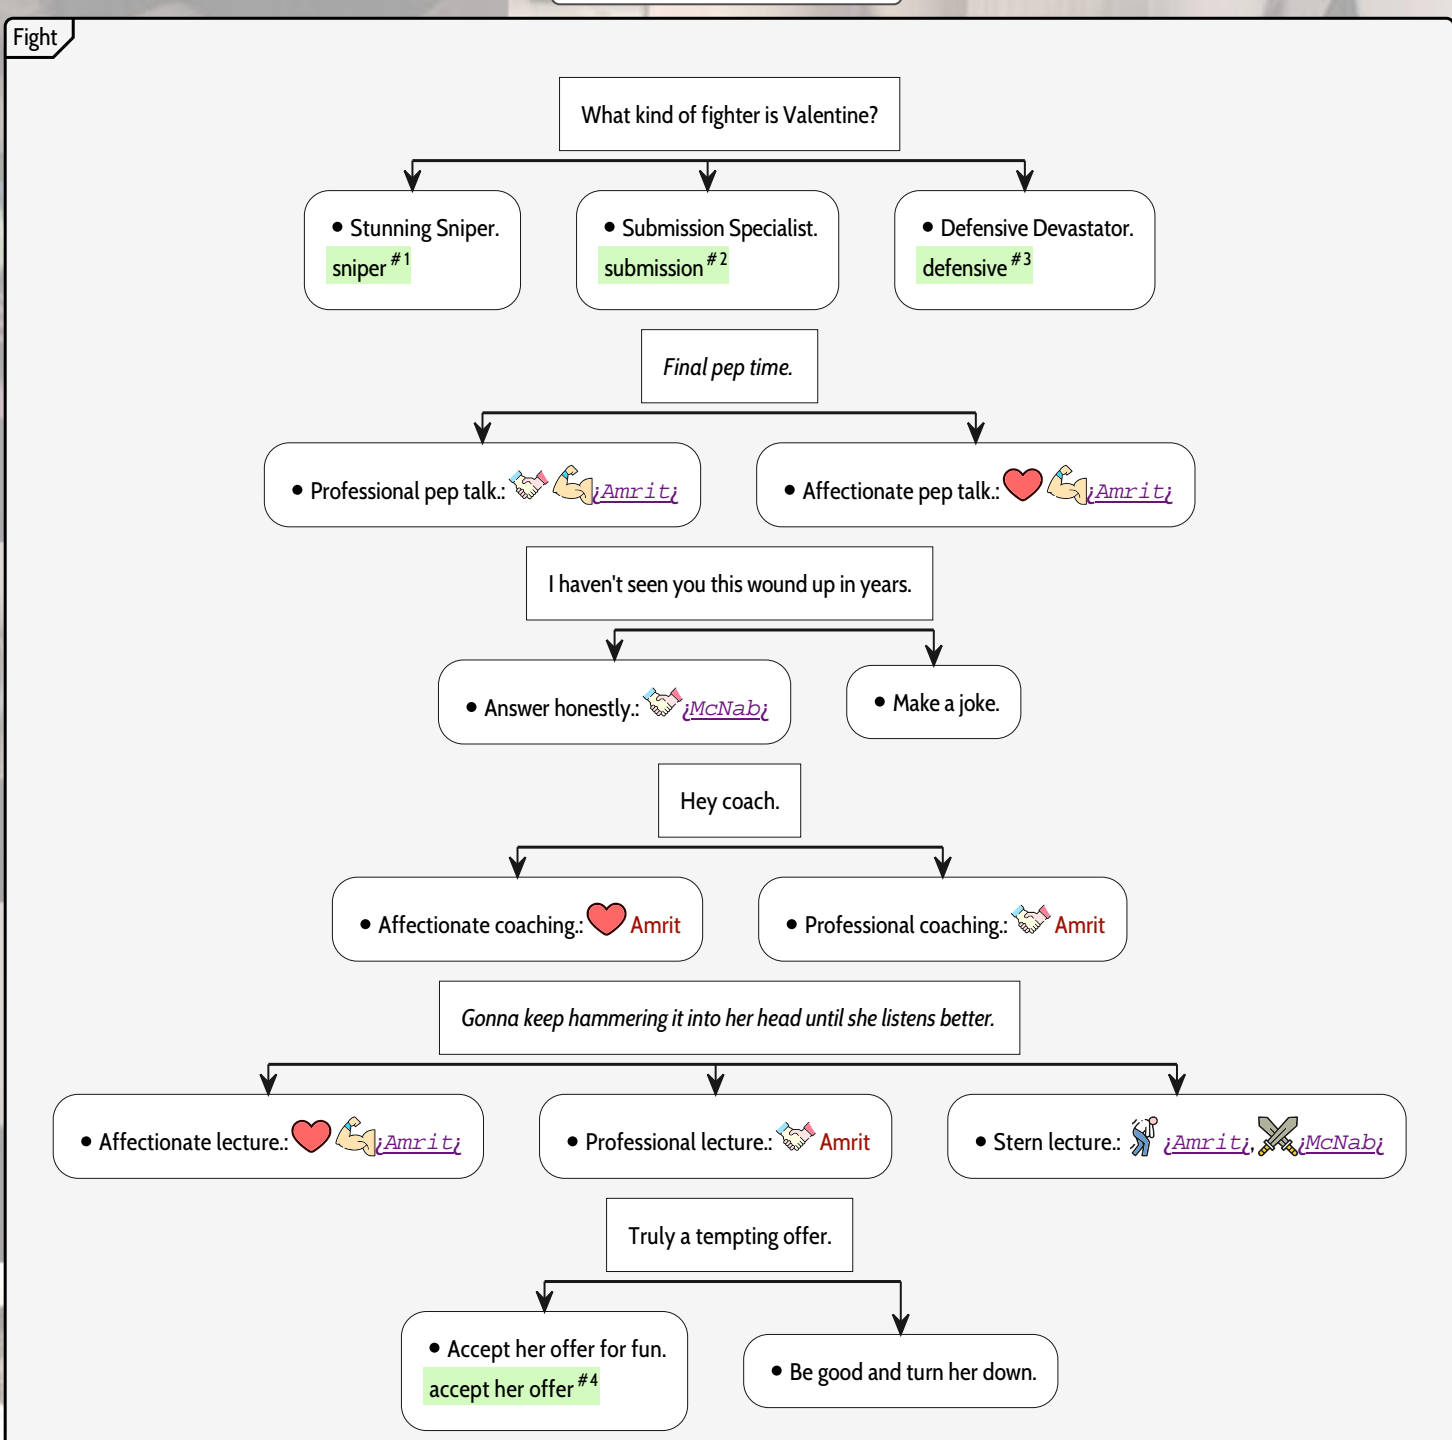 Fight
What kind of fighter is Valentine?
• Stunning Sniper.
sniper #1
• Submission Specialist.
submission #2
• Defensive Devastator.
defensive #3
Final pep time.
• Professional pep talk.: ¿Amrit¿
• Affectionate pep talk.: ¿Amrit¿
I haven't seen you this wound up in years.
• Answer honestly.: ¿McNab¿
• Make a joke.
Hey coach.
• Affectionate coaching.: Amrit
• Professional coaching.: Amrit
Gonna keep hammering it into her head until she listens better.
• Affectionate lecture.: ¿Amrit¿
• Professional lecture.: Amrit
• Stern lecture.: ¿Amrit¿, ¿McNab¿
Truly a tempting offer.
• Accept her offer for fun.
accept her offer #4
• Be good and turn her down.